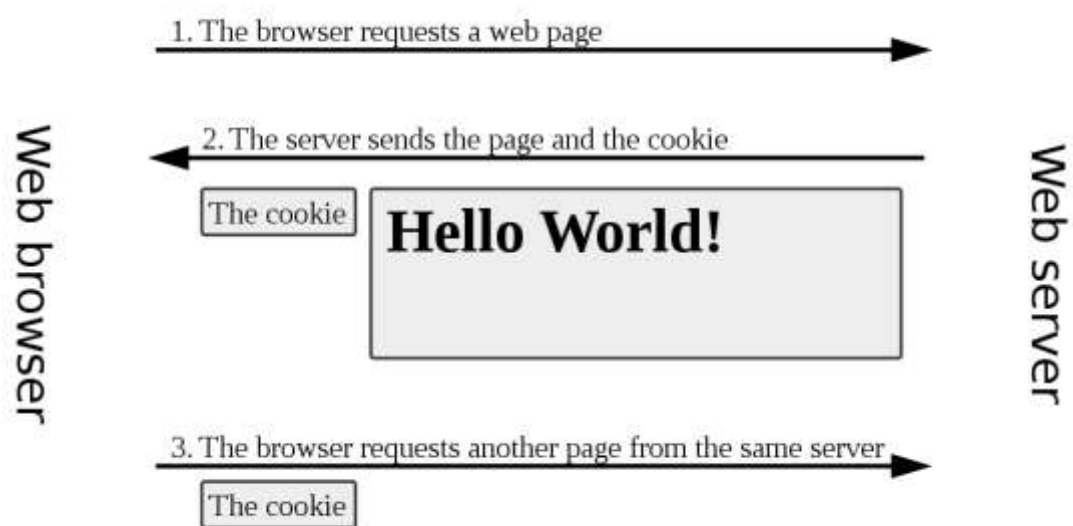 1. The browser requests a web page
2. The server sends the page and the cookie
Web browser
Web server
The cookie
Hello World!
3. The browser requests another page from the same server
The cookie